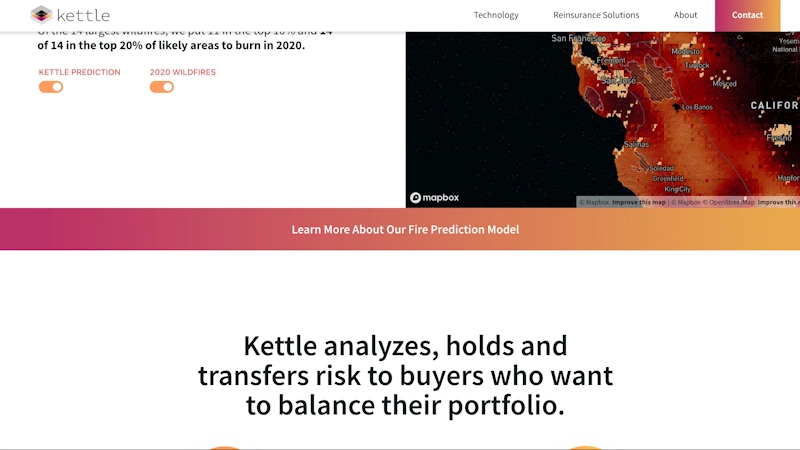 kettle
Technology
Reinsurance Solutions
About
Contact
Of the 14 largest wildfires, we put 11 in the top 10% and 14
of 14 in the top 20% of likely areas to burn in 2020.
KETTLE PREDICTION
2020 WILDFIRES
San Francisco
Fremont
San José
Modesto
Turlock
Merced
Los Banos
Yosem
National
CALIFOR
Fresno
Salinas
Soledad
Greenfield
King City
Hanfor
mapbox
© Mapbox Improve this map | © Mapbox © OpenStreetMap Improve this map
Learn More About Our Fire Prediction Model
Kettle analyzes, holds and
transfers risk to buyers who want
to balance their portfolio.